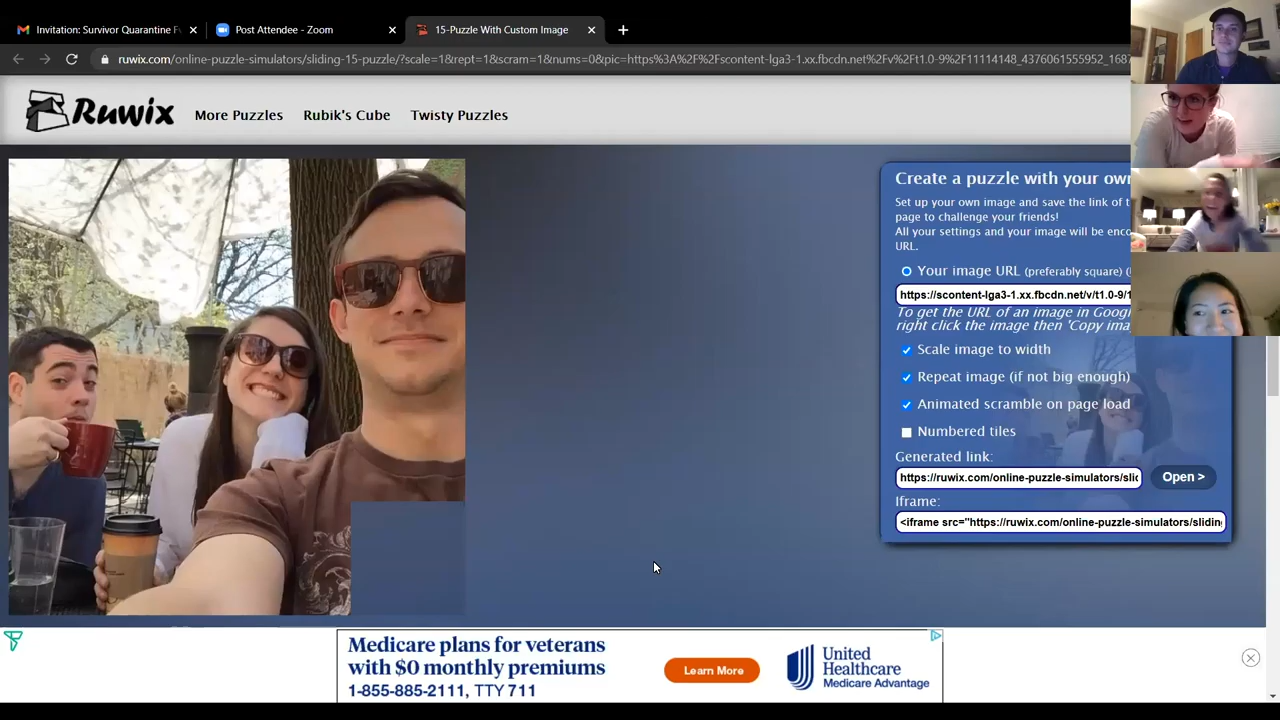 Invitation: Survivor Quarantine F
Post Attendee - Zoom
15-Puzzle With Custom Image
ruwix.com/online-puzzle-simulators/sliding-15-puzzle/?scale=1&rept=1&scram=1&nums=0&pic=https%3A%2F%2Fscontent-lga3-1.xx.fbcdn.net%2Fv%2Ft1.0-9%2F11114148_4376061555952_1687
Ruwix
More Puzzles
Rubik's Cube
Twisty Puzzles
Create a puzzle with your own
Set up your own image and save the link of t
page to challenge your friends!
All your settings and your image will be enco
URL.
Your image URL (preferably square) (
https://scontent-lga3-1.xx.fbcdn.net/v/t1.0-9/1
To get the URL of an image in Goog
right click the image then 'Copy ima
Scale image to width
Repeat image (if not big enough)
Animated scramble on page load
Numbered tiles
Generated link:
https://ruwix.com/online-puzzle-simulators/slid
Open >
Iframe:
<iframe src="https://ruwix.com/online-puzzle-simulators/sliding
Medicare plans for veterans
with $0 monthly premiums
1-855-885-2111, TTY 711
Learn More
United
Healthcare
Medicare Advantage